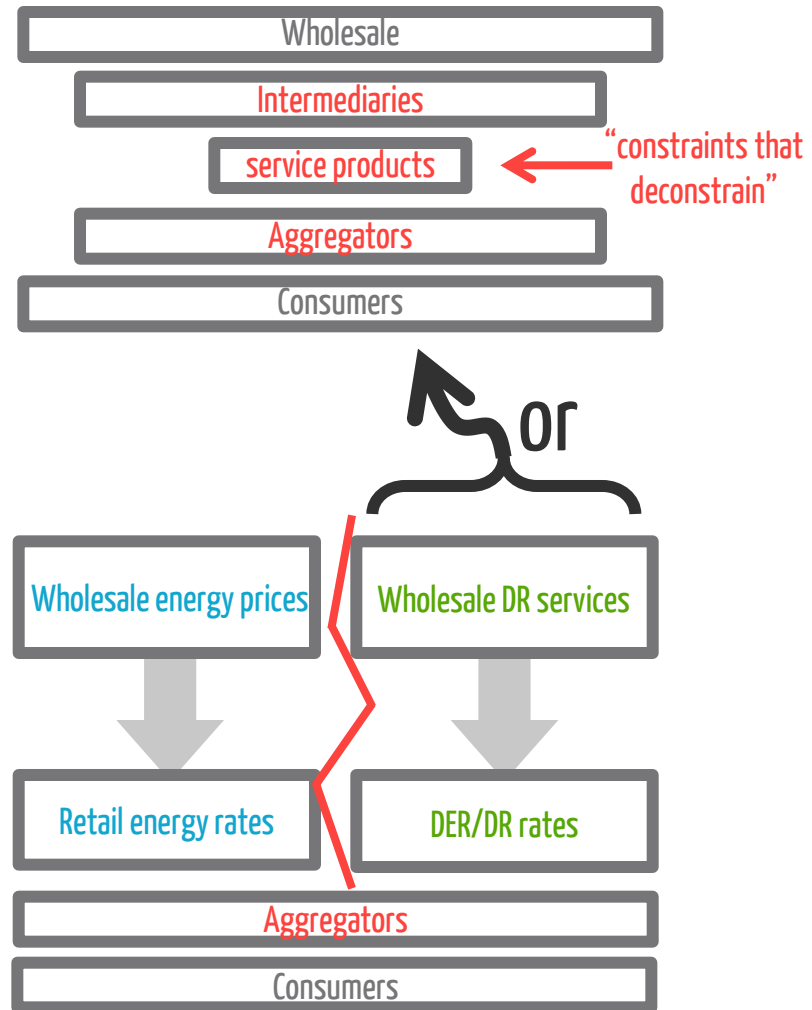 Wholesale
Intermediaries
service products
“constraints that
deconstrain”
Aggregators
Consumers
or
Wholesale energy prices
Wholesale DR services
Retail energy rates
DER/DR rates
Aggregators
Consumers